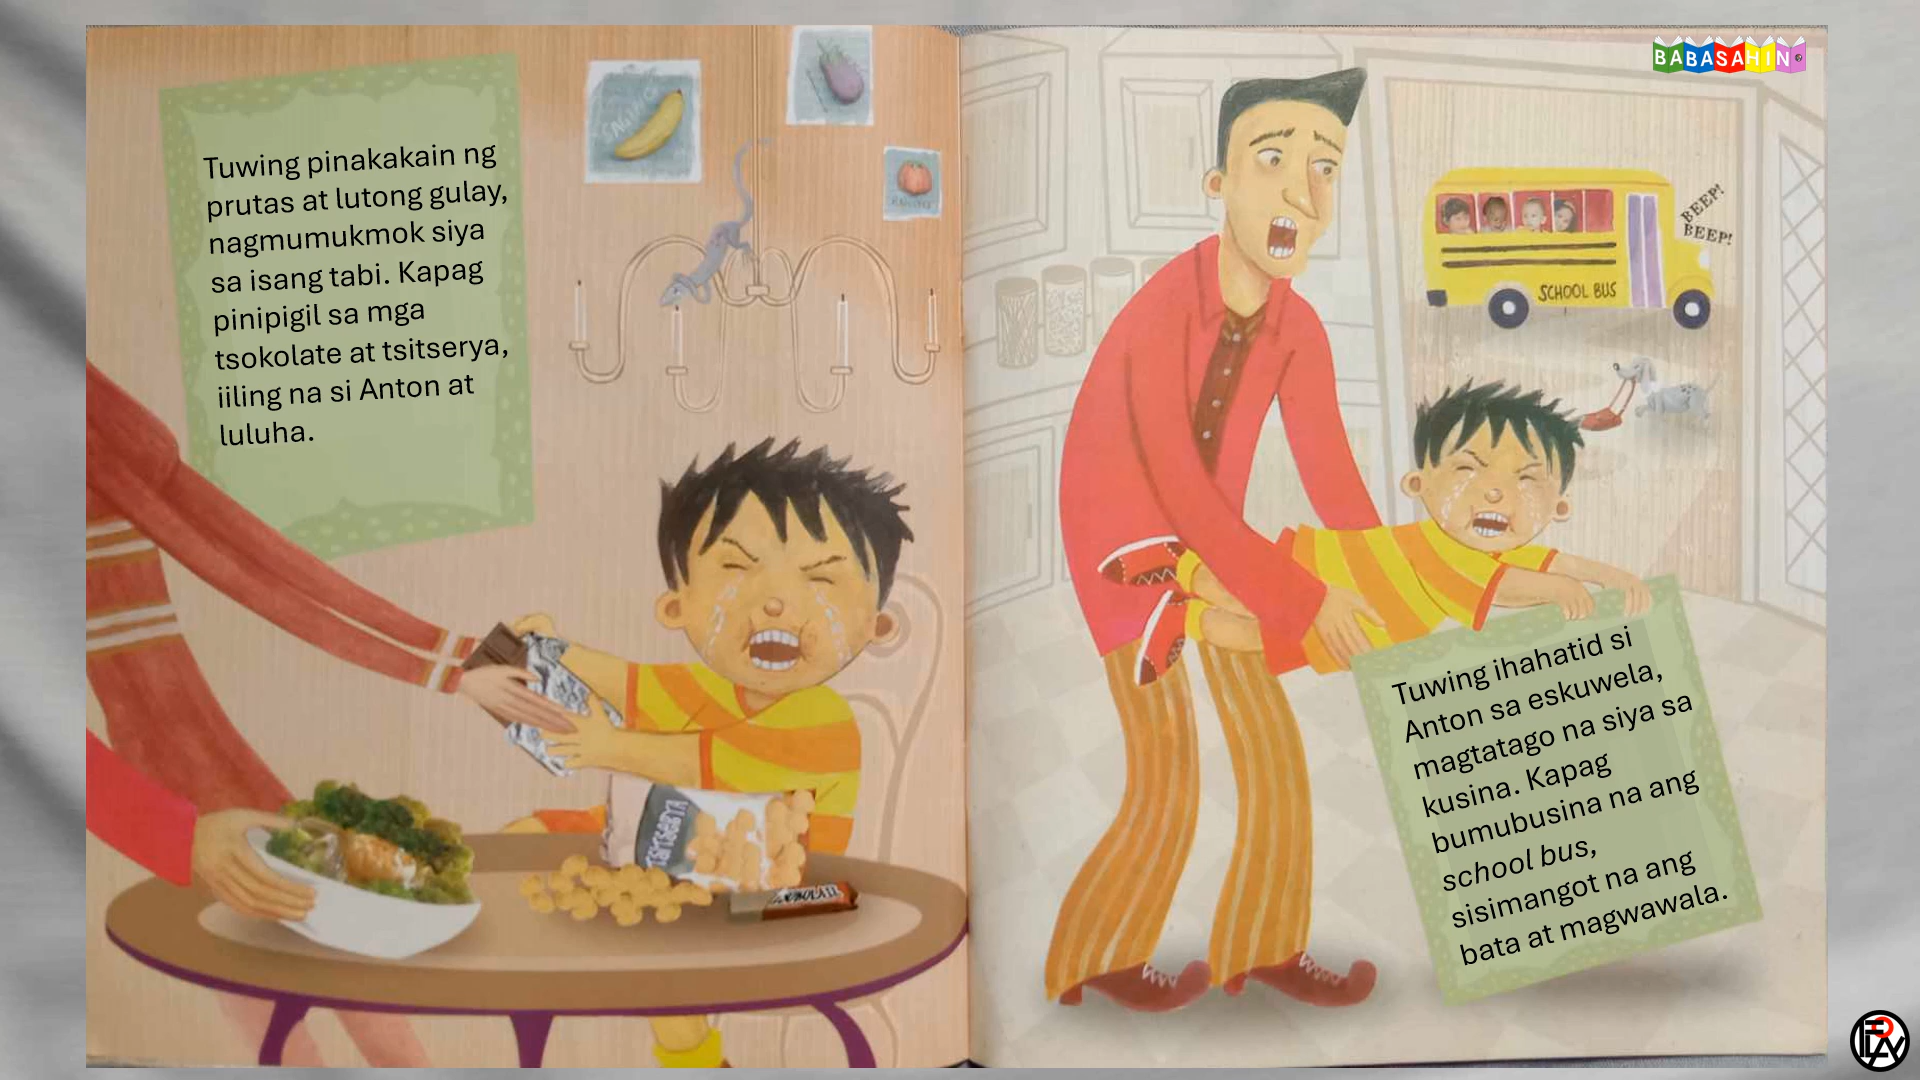 Tuwing pinakakain ng
prutas at lutong gulay,
nagmumukmok siya
sa isang tabi. Kapag
pinipigil sa mga
tsokolate at tsitserya,
iiling na si Anton at
luluha.
SAGING
TSITSERYA
BABASAHIN
BEEP!
BEEP!
SCHOOL BUS
Tuwing ihahatid si
Anton sa eskuwela,
magtatago na siya sa
kusina. Kapag
bumubusina na ang
school bus,
sisimangot na ang
bata at magwawala.